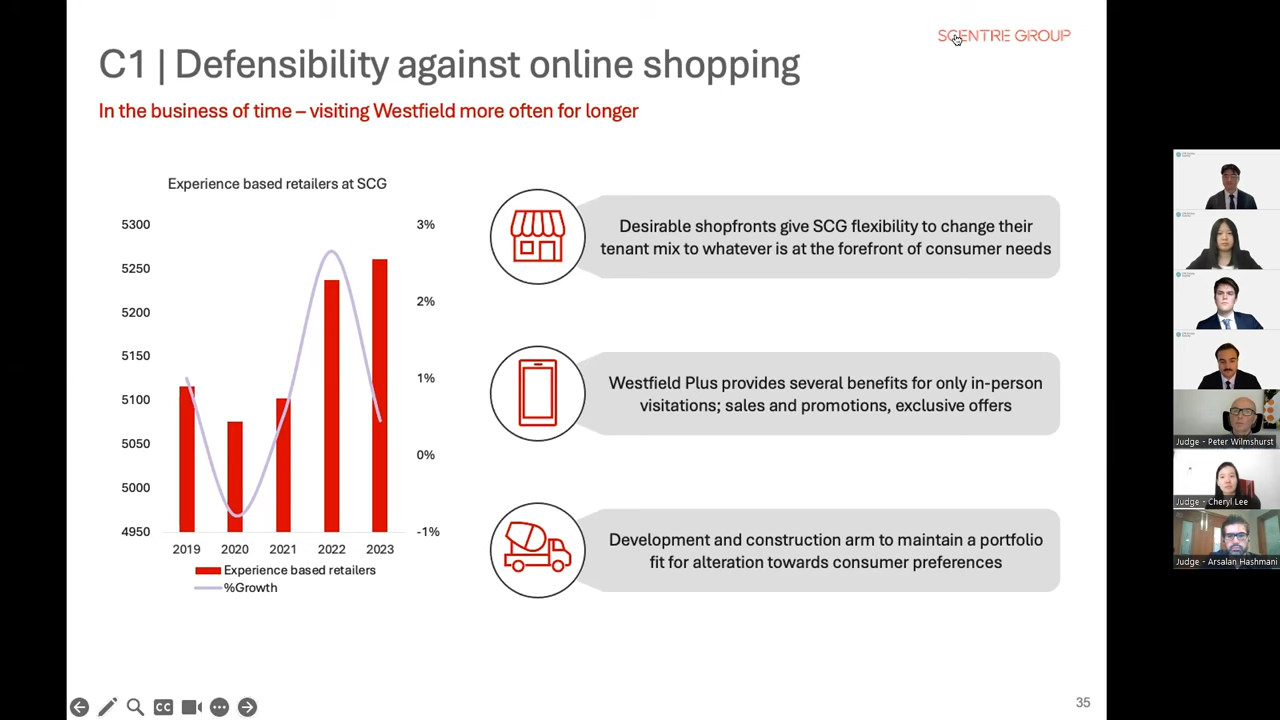 SCENTRE GROUP
C1 | Defensibility against online shopping
In the business of time – visiting Westfield more often for longer
Experience based retailers at SCG
5300
5250
5200
5150
5100
5050
5000
4950
3%
2%
1%
0%
-1%
2019 2020 2021 2022 2023
Experience based retailers
%Growth
Desirable shopfronts give SCG flexibility to change their
tenant mix to whatever is at the forefront of consumer needs
Westfield Plus provides several benefits for only in-person
visitations; sales and promotions, exclusive offers
Development and construction arm to maintain a portfolio
fit for alteration towards consumer preferences
CC
35
Judge - Peter Wilmshurst
Judge - Cheryl Lee
Judge - Arsalan Hashmani